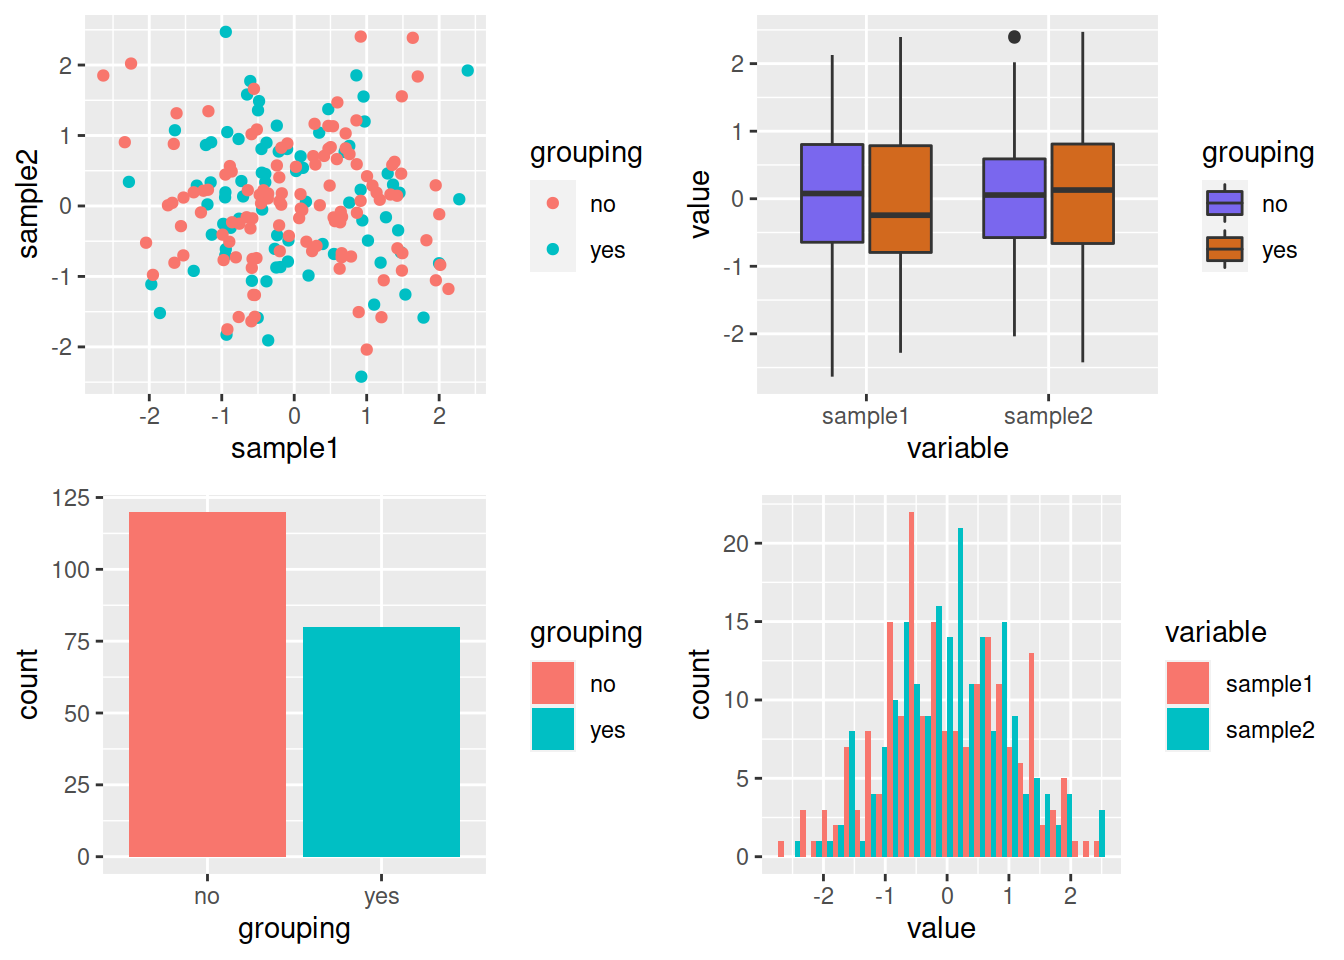 sample2
2
1
0
-1
-2
-2 -1 0 1 2
sample1
grouping
no
yes
value
2
1
0
-1
-2
sample1 sample2
variable
grouping
no
yes
count
125
100
75
50
25
0
no yes
grouping
grouping
no
yes
count
20
15
10
5
0
-2 -1 0 1 2
value
variable
sample1
sample2